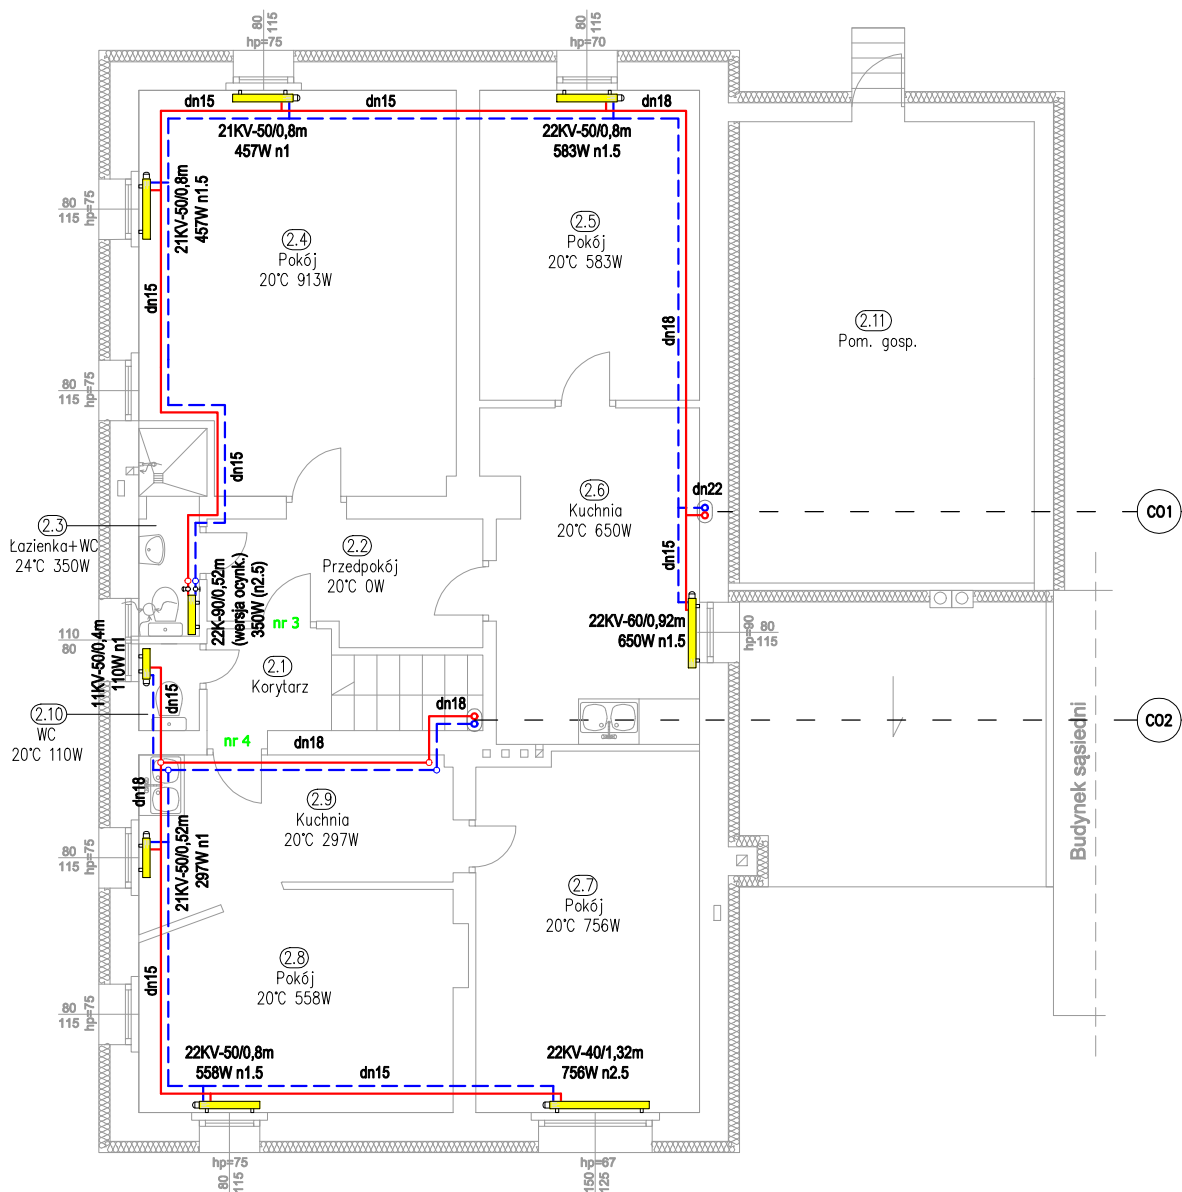 80
115
hp=75
80
115
hp=70
dn15
dn15
dn18
21KV-50/0,8m
457W n1
22KV-50/0,8m
583W n1.5
80
115
hp=75
21KV-50/0,8m
457W n1.5
2.4
Pokój
20°C 913W
2.5
Pokój
20°C 583W
dn15
dn18
2.11
Pom. gosp.
80
115
hp=75
dn15
dn22
2.6
Kuchnia
20°C 650W
CO1
2.3
Łazienka+WC
24°C 350W
2.2
Przedpokój
20°C 0W
dn15
22K-90/0,52m
(wersja ocynk.)
350W (n2.5)
nr 3
22KV-60/0,92m
650W n1.5
hp=90
80
115
110
80
11KV-50/0,4m
110W n1
dn15
2.1
Korytarz
dn18
2.10
WC
20°C 110W
nr 4
dn18
CO2
Budynek sąsiedni
dn18
2.9
Kuchnia
20°C 297W
80
115
hp=75
21KV-50/0,52m
297W n1
2.7
Pokój
20°C 756W
2.8
Pokój
20°C 558W
dn15
80
115
hp=75
22KV-50/0,8m
558W n1.5
dn15
22KV-40/1,32m
756W n2.5
hp=75
80
115
hp=67
150
125